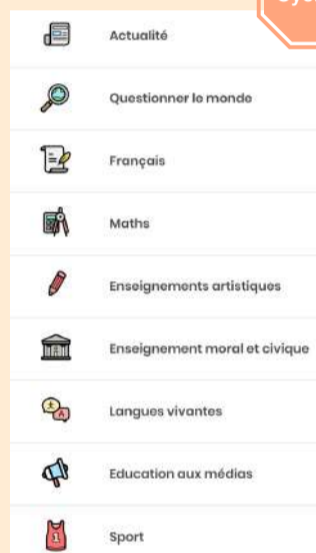 Actualité
Questionner le monde
Français
Maths
Enseignements artistiques
Enseignement moral et civique
Langues vivantes
Education aux médias
Sport